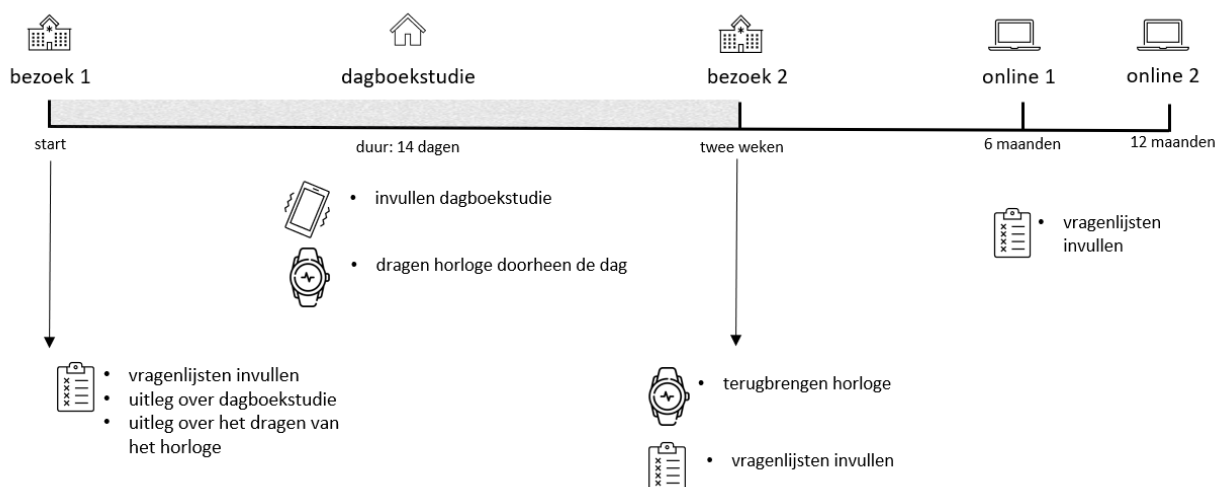 bezoek 1
dagboekstudie
bezoek 2
online 1
online 2
start
duur: 14 dagen
twee weken
6 maanden
12 maanden
• invullen dagboekstudie
• dragen horloge doorheen de dag
• vragenlijsten
invullen
• vragenlijsten invullen
• uitleg over dagboekstudie
• uitleg over het dragen van
het horloge
• terugbrengen horloge
• vragenlijsten invullen